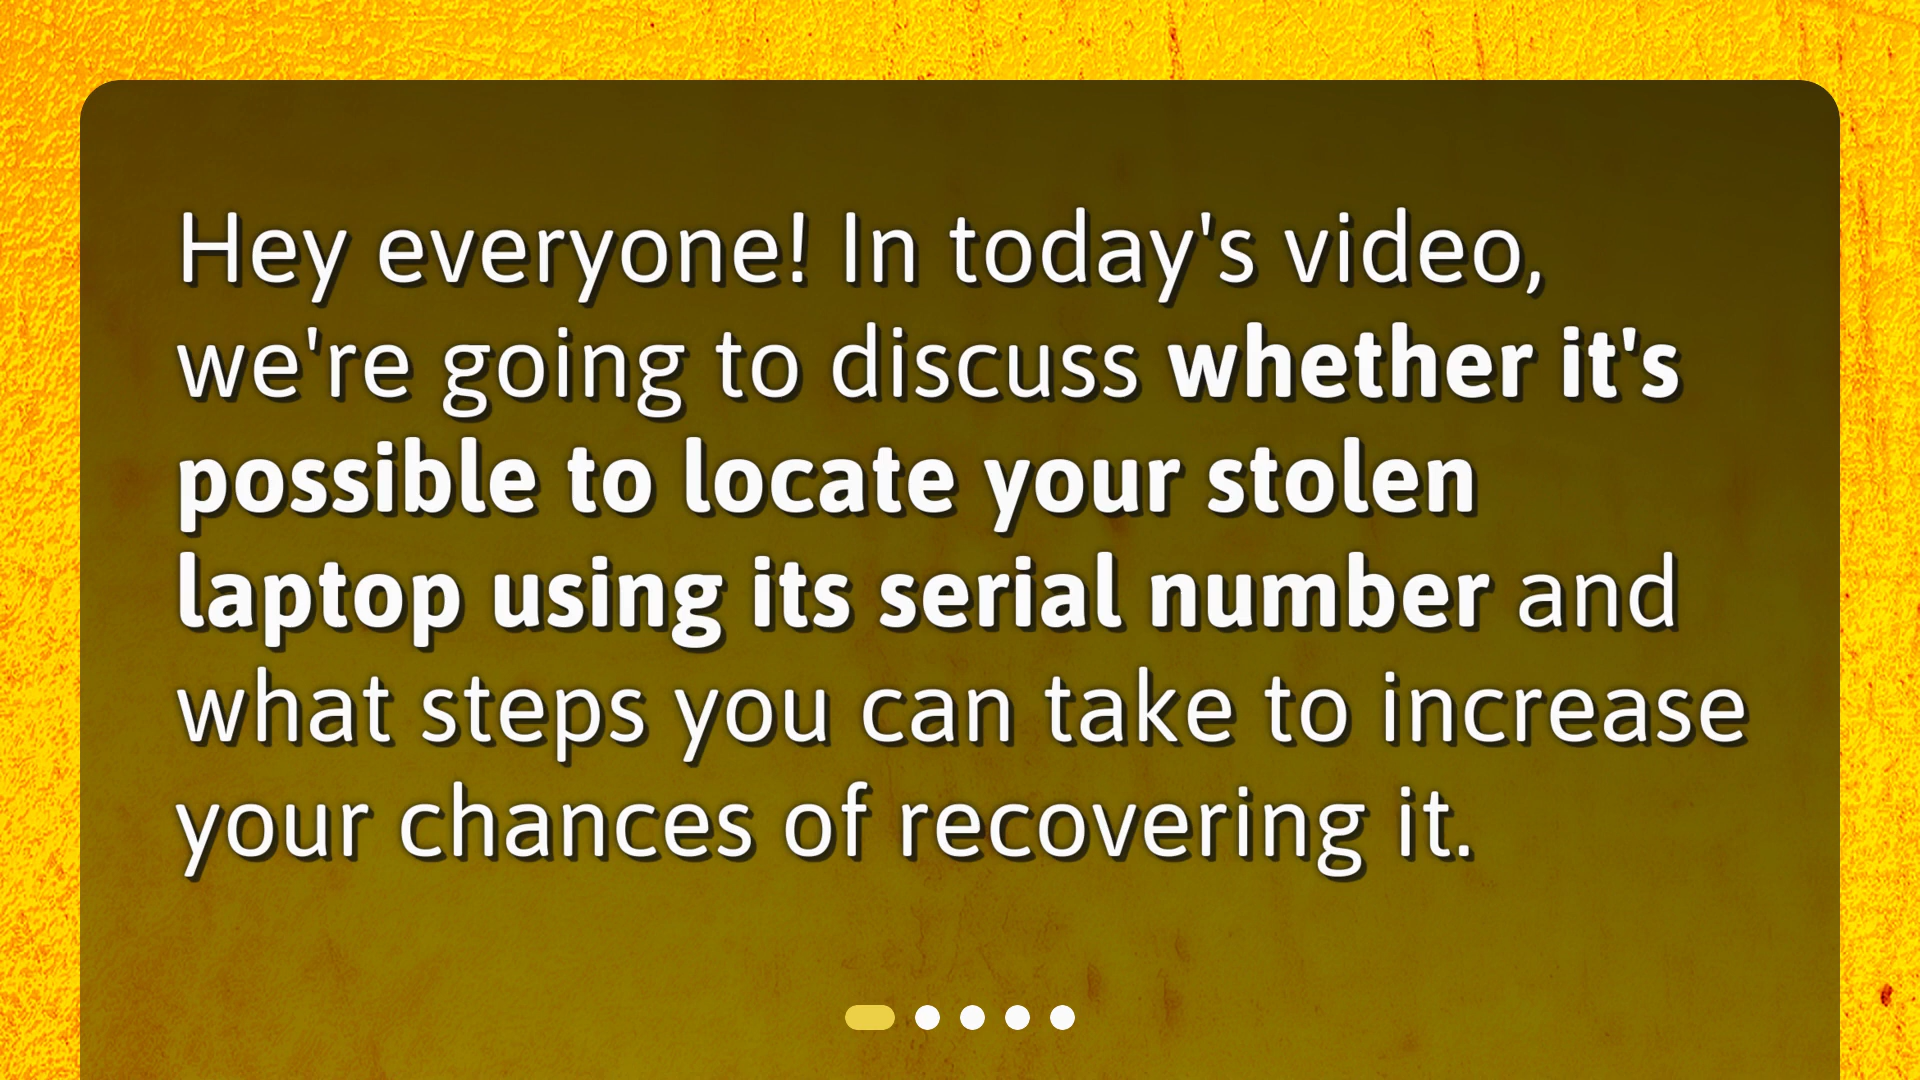 Hey everyone! In today's video,
we're going to discuss whether it's
possible to locate your stolen
laptop using its serial number and
what steps you can take to increase
your chances of recovering it.